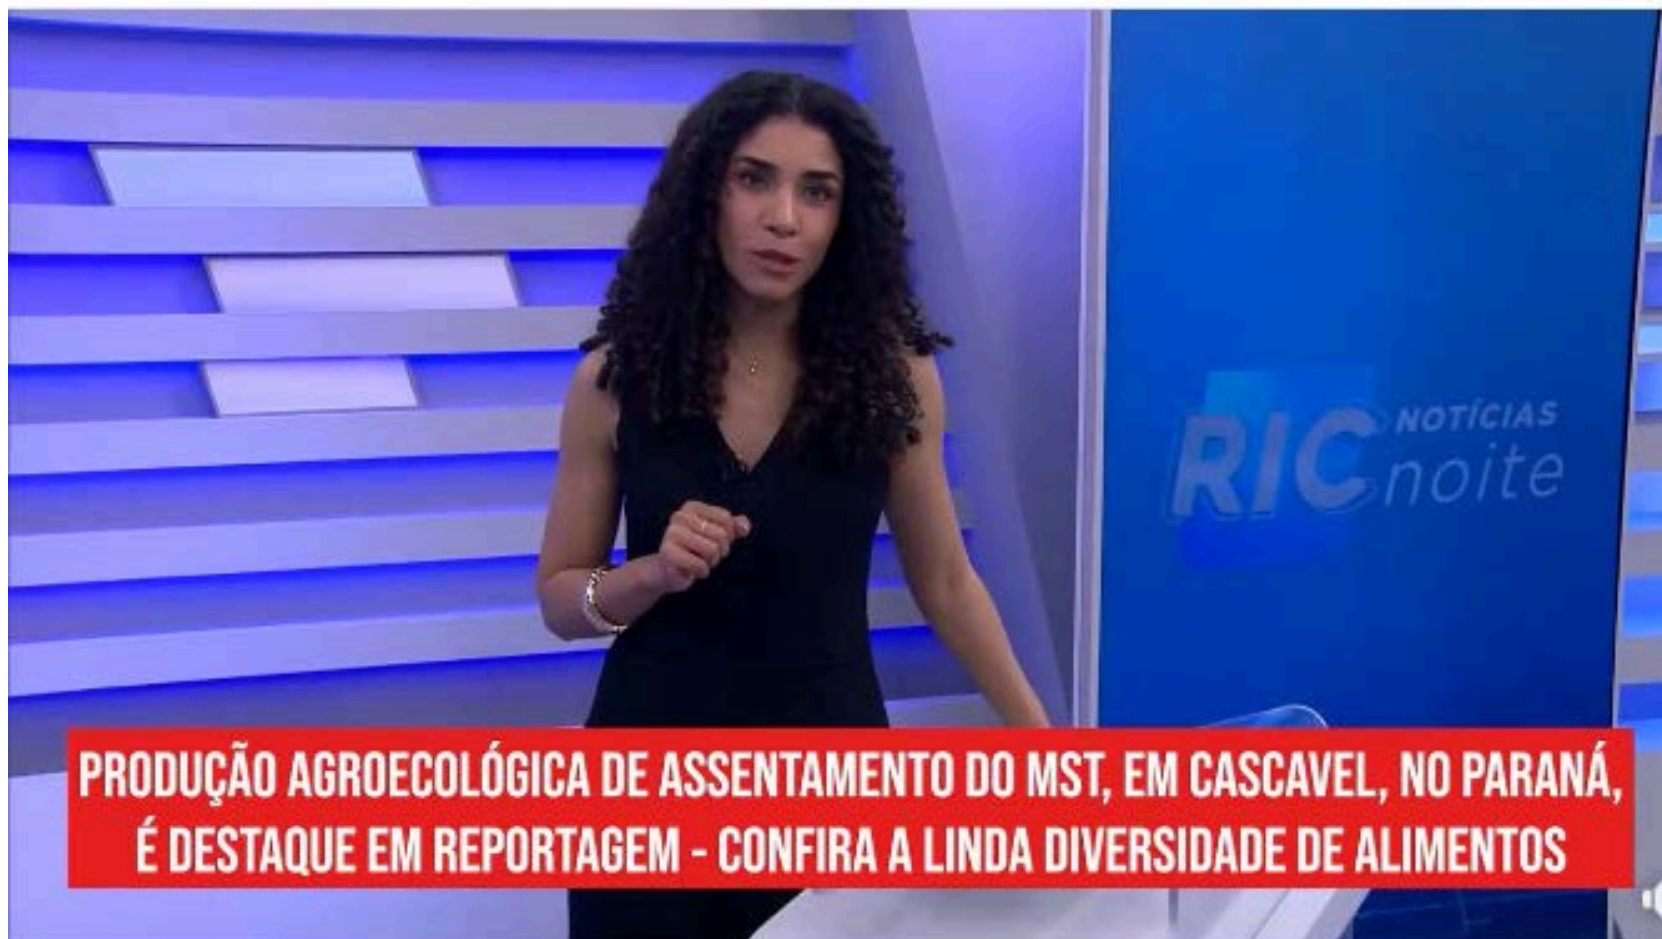 RIC NOTÍCIAS
noite
PRODUÇÃO AGROECOLÓGICA DE ASSENTAMENTO DO MST, EM CASCAVEL, NO PARANÁ,
É DESTAQUE EM REPORTAGEM - CONFIRA A LINDA DIVERSIDADE DE ALIMENTOS